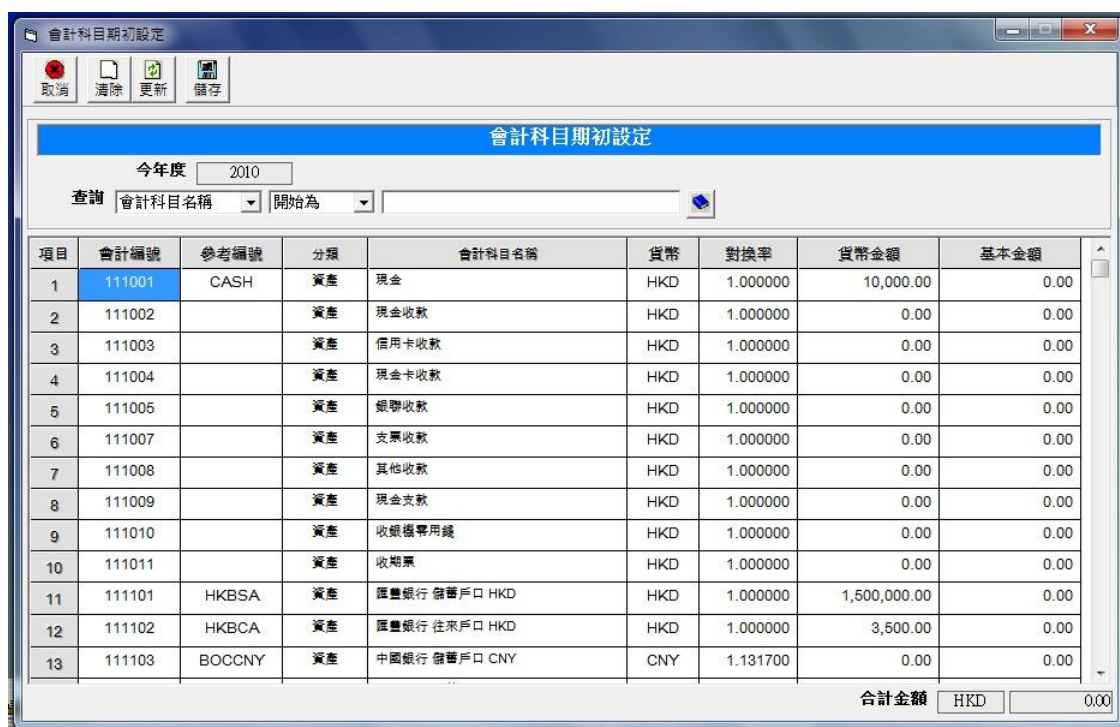 會計科目期初設定
取消 清除 更新 儲存
會計科目期初設定
今年度 2010
查詢 會計科目名稱 開始為
項目 會計編號 參考編號 分類 會計科目名稱 貨幣 對換率 貨幣金額 基本金額
1 111001 CASH 資產 現金 HKD 1.000000 10,000.00 0.00
2 111002 資產 現金收款 HKD 1.000000 0.00 0.00
3 111003 資產 信用卡收款 HKD 1.000000 0.00 0.00
4 111004 資產 現金卡收款 HKD 1.000000 0.00 0.00
5 111005 資產 銀聯收款 HKD 1.000000 0.00 0.00
6 111007 資產 支票收款 HKD 1.000000 0.00 0.00
7 111008 資產 其他收款 HKD 1.000000 0.00 0.00
8 111009 資產 現金支款 HKD 1.000000 0.00 0.00
9 111010 資產 收銀機零用錢 HKD 1.000000 0.00 0.00
10 111011 資產 收期票 HKD 1.000000 0.00 0.00
11 111101 HKBSA 資產 匯豐銀行 儲蓄戶口 HKD HKD 1.000000 1,500,000.00 0.00
12 111102 HKBCA 資產 匯豐銀行 往來戶口 HKD HKD 1.000000 3,500.00 0.00
13 111103 BOCCNY 資產 中國銀行 儲蓄戶口 CNY CNY 1.131700 0.00 0.00
合計金額 HKD 0.00